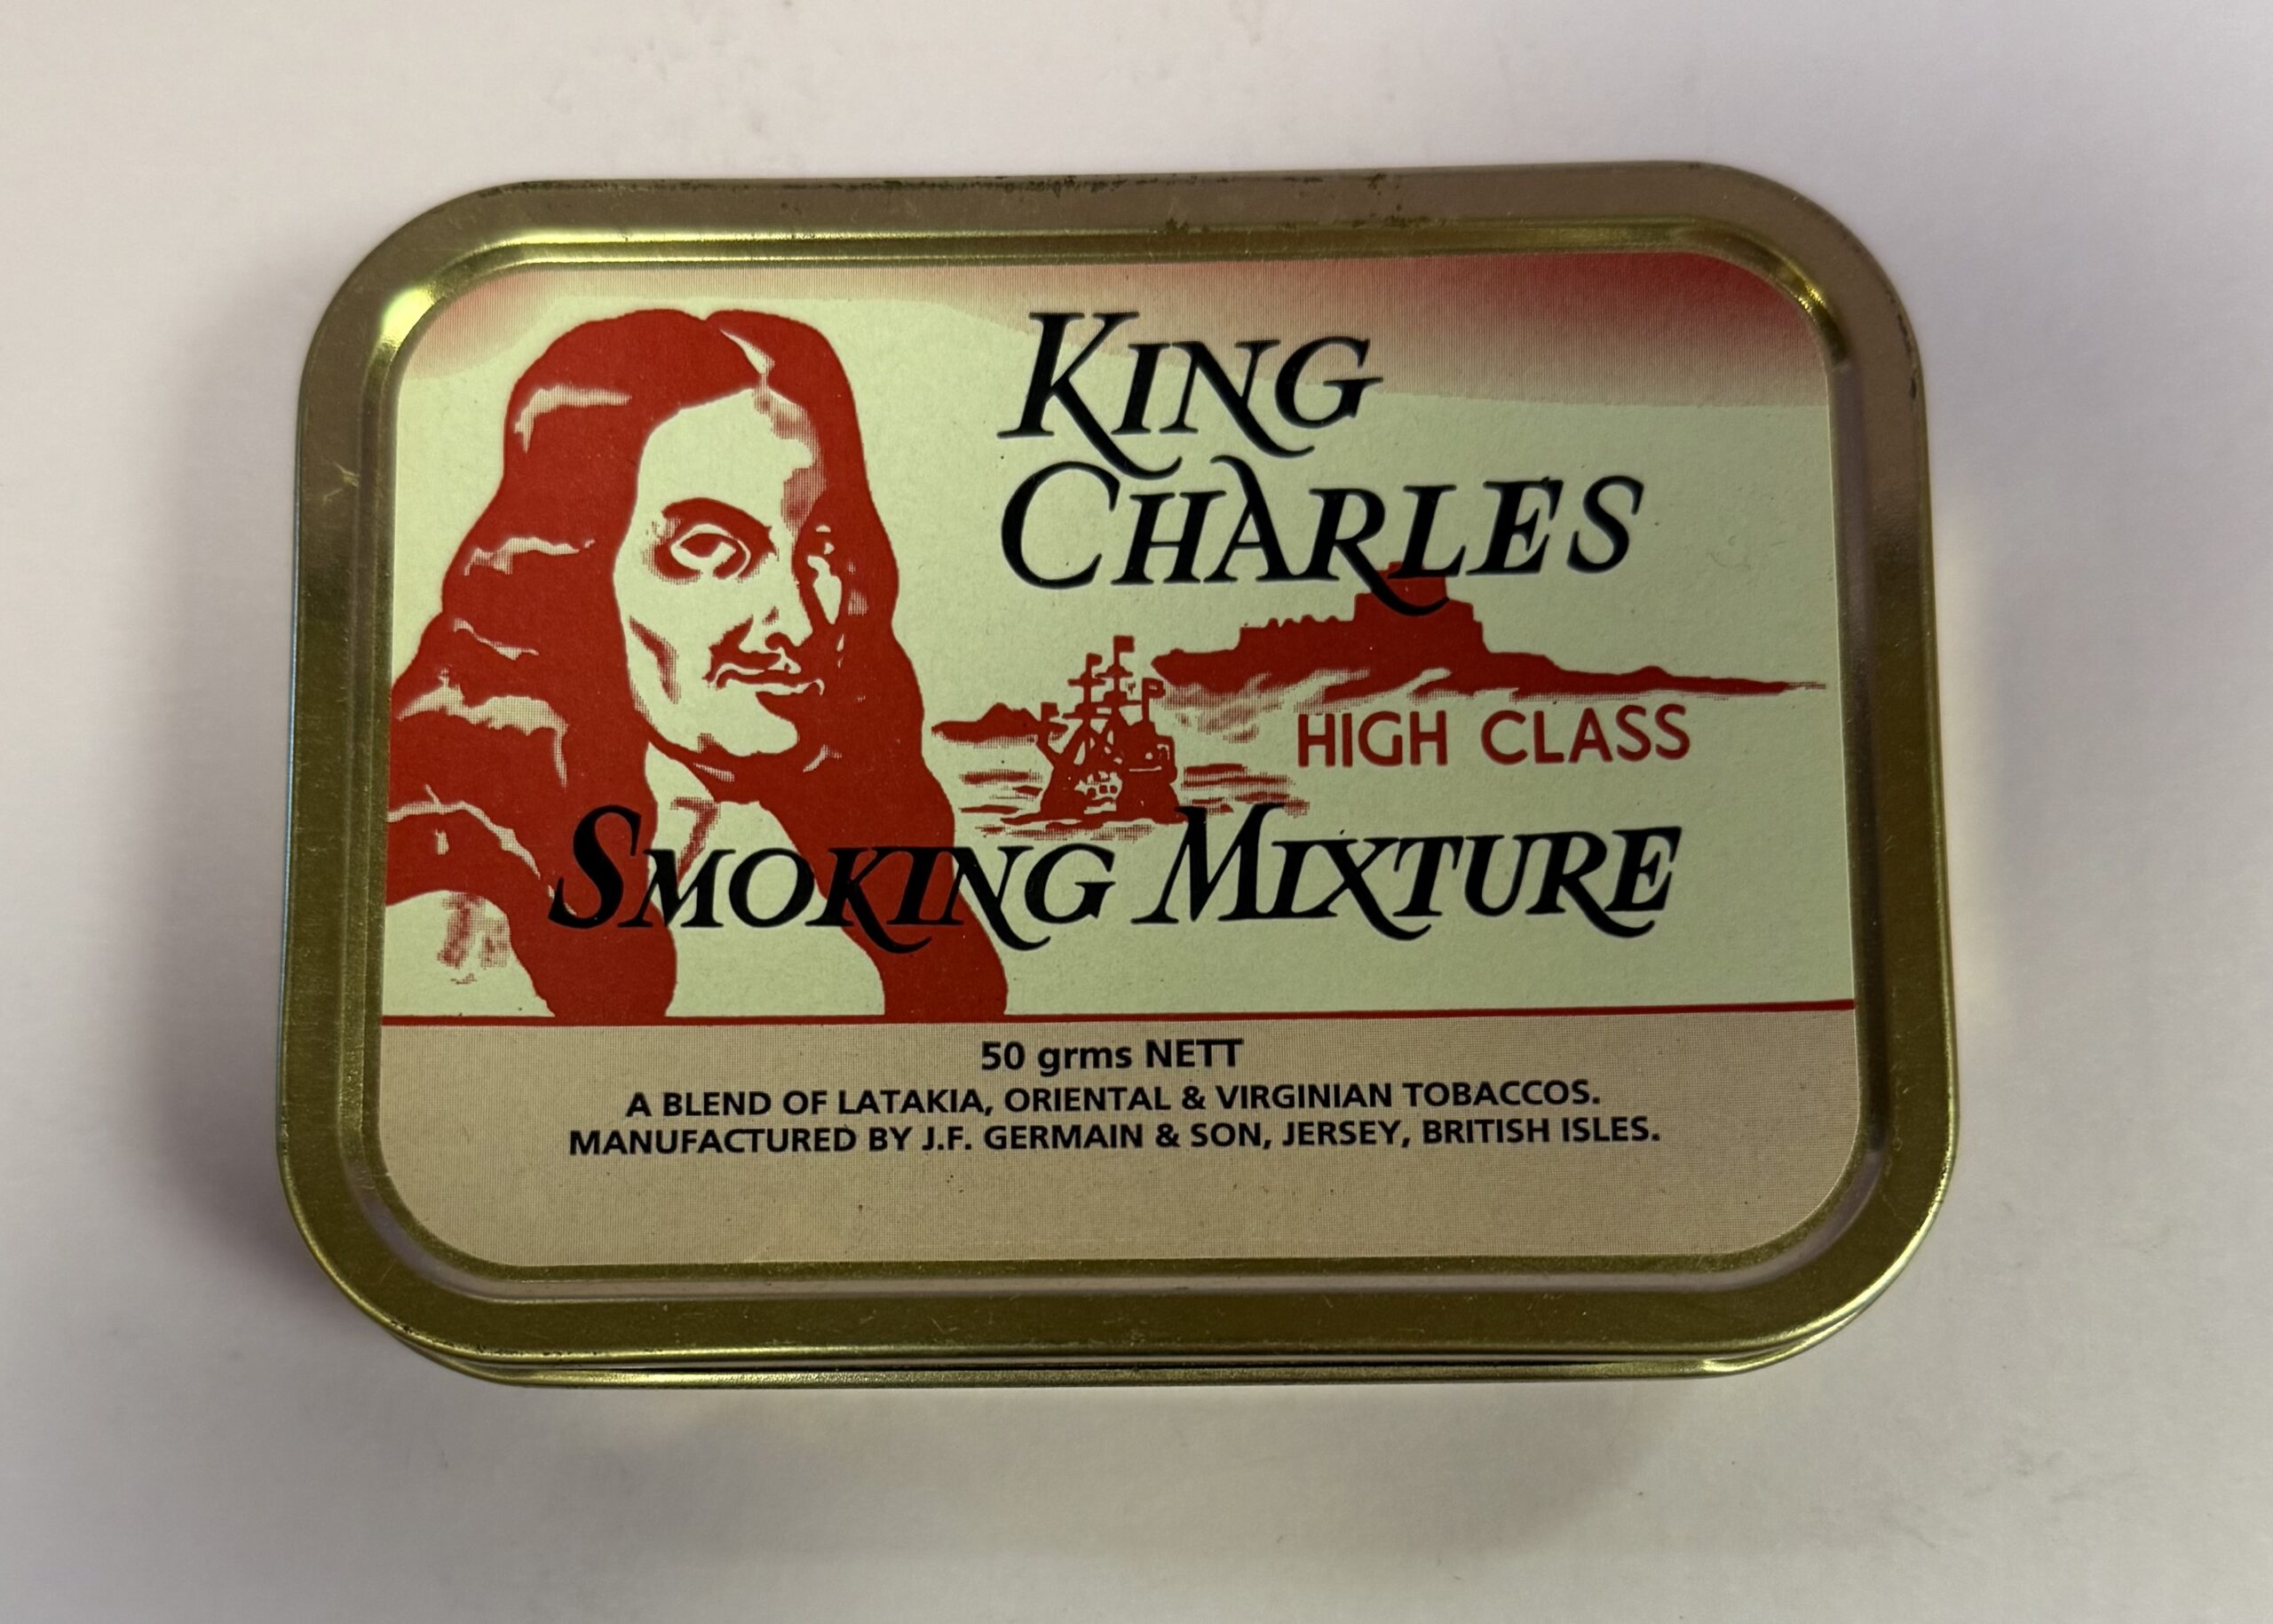 KING
CHARLES
HIGH CLASS
SMOKING MIXTURE
50 grms NETT
A BLEND OF LATAKIA, ORIENTAL & VIRGINIAN TOBACCOS.
MANUFACTURED BY J.F. GERMAIN & SON, JERSEY, BRITISH ISLES.